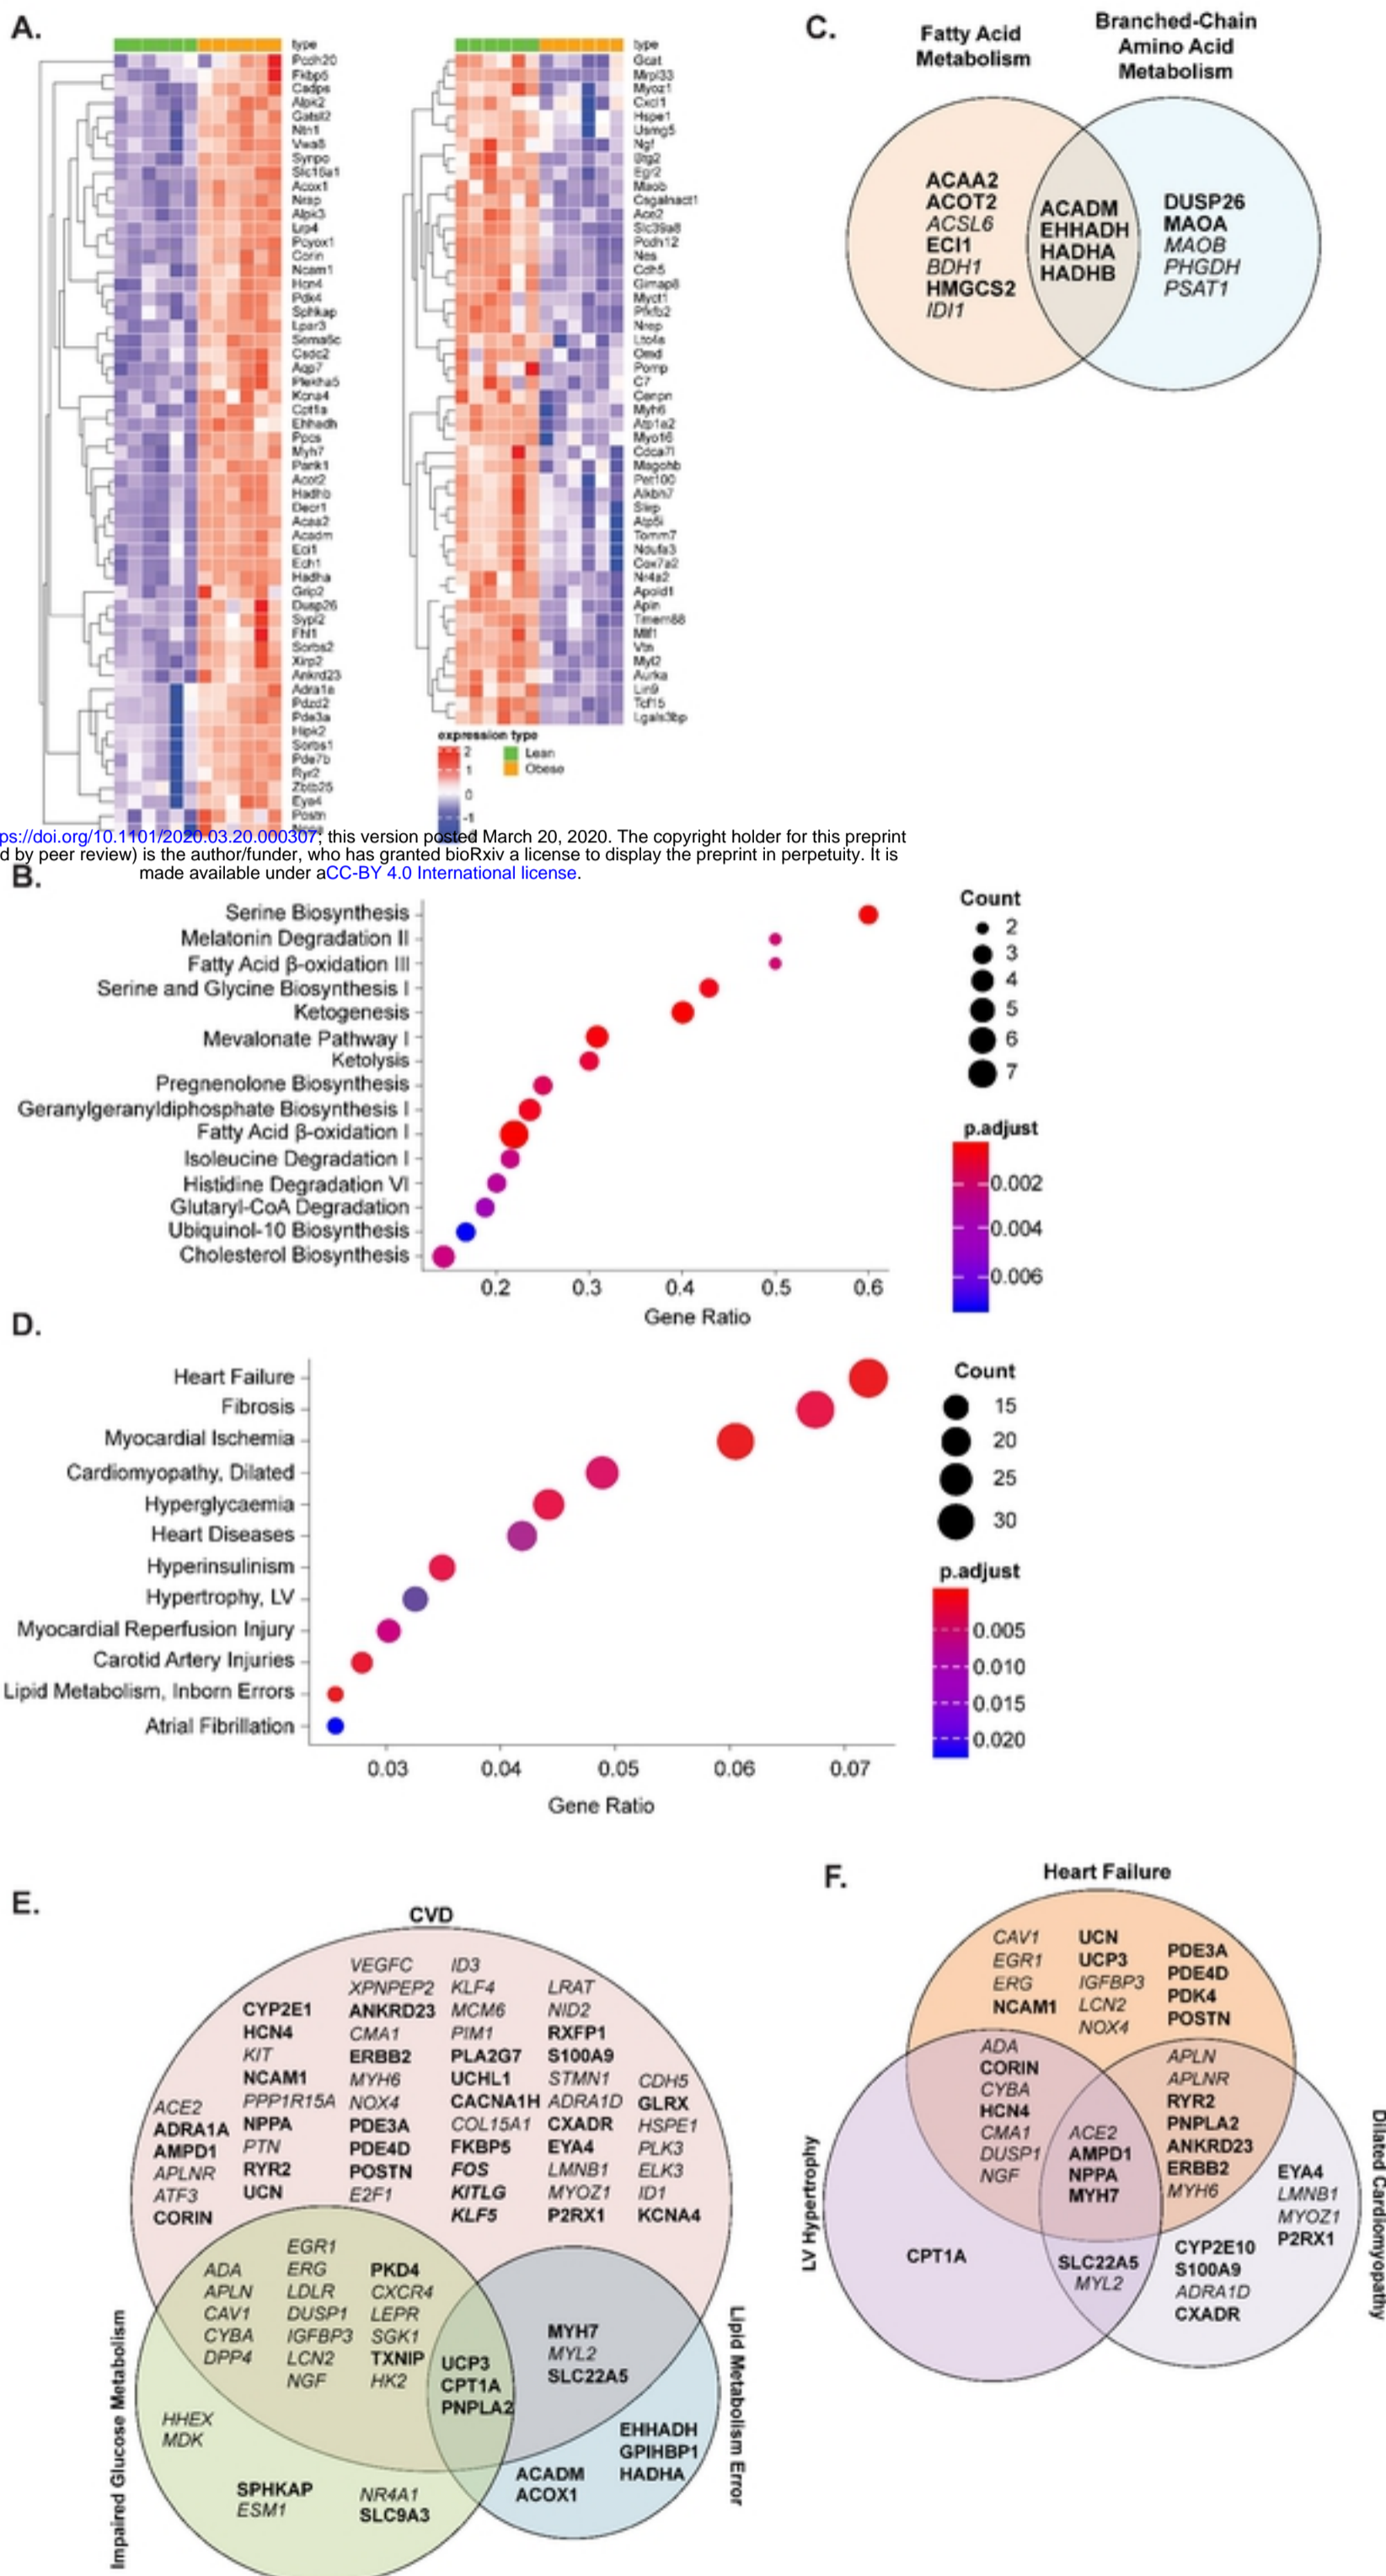 A.
type
Pcdh20
Fkbp5
Cadps
Alpk2
Gatsl2
Ntn1
Vwa8
Synpo
Slc16a1
Acox1
Nrap
Alpk3
Lrp4
Pcyox1
Corin
Ncam1
Hcn4
Pdk4
Sphkap
Lpar3
Sema6c
Csdc2
Aqp7
Plekha5
Kcna4
Cpt1a
Ehhadh
Ppcs
Myh7
Pank1
Acot2
Hadhb
Decr1
Acaa2
Acadm
Eci1
Ech1
Hadha
Grip2
Dusp26
Sypl2
Fhl1
Sorbs2
Xirp2
Ankrd23
Adra1a
Pdzd2
Pde3a
Hipk2
Sorbs1
Pde7b
Ryr2
Zbtb25
Eya4
Postn
type
Gcat
Mrpl33
Myoz1
Cxcl1
Hspe1
Usmg5
Ngf
Btg2
Egr2
Maob
Csgalnact1
Ace2
Slc39a8
Pcdh12
Nes
Cdh5
Gimap8
Myct1
Pfkfb2
Nrep
Ltc4s
Omd
Pomp
C7
Cenpn
Myh6
Atp1a2
Myo16
Cdca7l
Magohb
Pet100
Alkbh7
Slirp
Atp5i
Tomm7
Ndufa3
Cox7a2
Nr4a2
Apold1
Apln
Tmem88
Mlf1
Vtn
Myl2
Aurka
Lin9
Tcf15
Lgals3bp
expression type
2
1
0
-1
Lean
Obese
C.
Fatty Acid
Metabolism
Branched-Chain
Amino Acid
Metabolism
ACAA2
ACOT2
ACSL6
ECI1
BDH1
HMGCS2
IDI1
ACADM
EHHADH
HADHA
HADHB
DUSP26
MAOA
MAOB
PHGDH
PSAT1
ps://doi.org/10.1101/2020.03.20.000307; this version posted March 20, 2020. The copyright holder for this preprint
d by peer review) is the author/funder, who has granted bioRxiv a license to display the preprint in perpetuity. It is
made available under aCC-BY 4.0 International license.
B.
Serine Biosynthesis
Melatonin Degradation II
Fatty Acid β-oxidation III
Serine and Glycine Biosynthesis I
Ketogenesis
Mevalonate Pathway I
Ketolysis
Pregnenolone Biosynthesis
Geranylgeranyldiphosphate Biosynthesis I
Fatty Acid β-oxidation I
Isoleucine Degradation I
Histidine Degradation VI
Glutaryl-CoA Degradation
Ubiquinol-10 Biosynthesis
Cholesterol Biosynthesis
0.2 0.3 0.4 0.5 0.6
Gene Ratio
Count
2
3
4
5
6
7
p.adjust
0.002
0.004
0.006
D.
Heart Failure
Fibrosis
Myocardial Ischemia
Cardiomyopathy, Dilated
Hyperglycaemia
Heart Diseases
Hyperinsulinism
Hypertrophy, LV
Myocardial Reperfusion Injury
Carotid Artery Injuries
Lipid Metabolism, Inborn Errors
Atrial Fibrillation
0.03 0.04 0.05 0.06 0.07
Gene Ratio
Count
15
20
25
30
p.adjust
0.005
0.010
0.015
0.020
E.
CVD
ACE2
ADRA1A
AMPD1
APLNR
ATF3
CORIN
CYP2E1
HCN4
KIT
NCAM1
PPP1R15A
NPPA
PTN
RYR2
UCN
VEGFC
XPNPEP2
ANKRD23
CMA1
ERBB2
MYH6
NOX4
PDE3A
PDE4D
POSTN
E2F1
ID3
KLF4
MCM6
PIM1
PLA2G7
UCHL1
CACNA1H
COL15A1
FKBP5
FOS
KITLG
KLF5
LRAT
NID2
RXFP1
S100A9
STMN1
ADRA1D
CXADR
EYA4
LMNB1
MYOZ1
P2RX1
CDH5
GLRX
HSPE1
PLK3
ELK3
ID1
KCNA4
ADA
APLN
CAV1
CYBA
DPP4
EGR1
ERG
LDLR
DUSP1
IGFBP3
LCN2
NGF
PKD4
CXCR4
LEPR
SGK1
TXNIP
HK2
UCP3
CPT1A
PNPLA2
MYH7
MYL2
SLC22A5
HHEX
MDK
SPHKAP
ESM1
NR4A1
SLC9A3
ACADM
ACOX1
EHHADH
GPIHBP1
HADHA
Impaired Glucose Metabolism
Lipid Metabolism Error
F.
Heart Failure
CAV1
EGR1
ERG
NCAM1
UCN
UCP3
IGFBP3
LCN2
NOX4
PDE3A
PDE4D
PDK4
POSTN
ADA
CORIN
CYBA
HCN4
CMA1
DUSP1
NGF
ACE2
AMPD1
NPPA
MYH7
APLN
APLNR
RYR2
PNPLA2
ANKRD23
ERBB2
MYH6
EYA4
LMNB1
MYOZ1
P2RX1
CPT1A
SLC22A5
MYL2
CYP2E10
S100A9
ADRA1D
CXADR
LV Hypertrophy
Dilated Cardiomyopathy